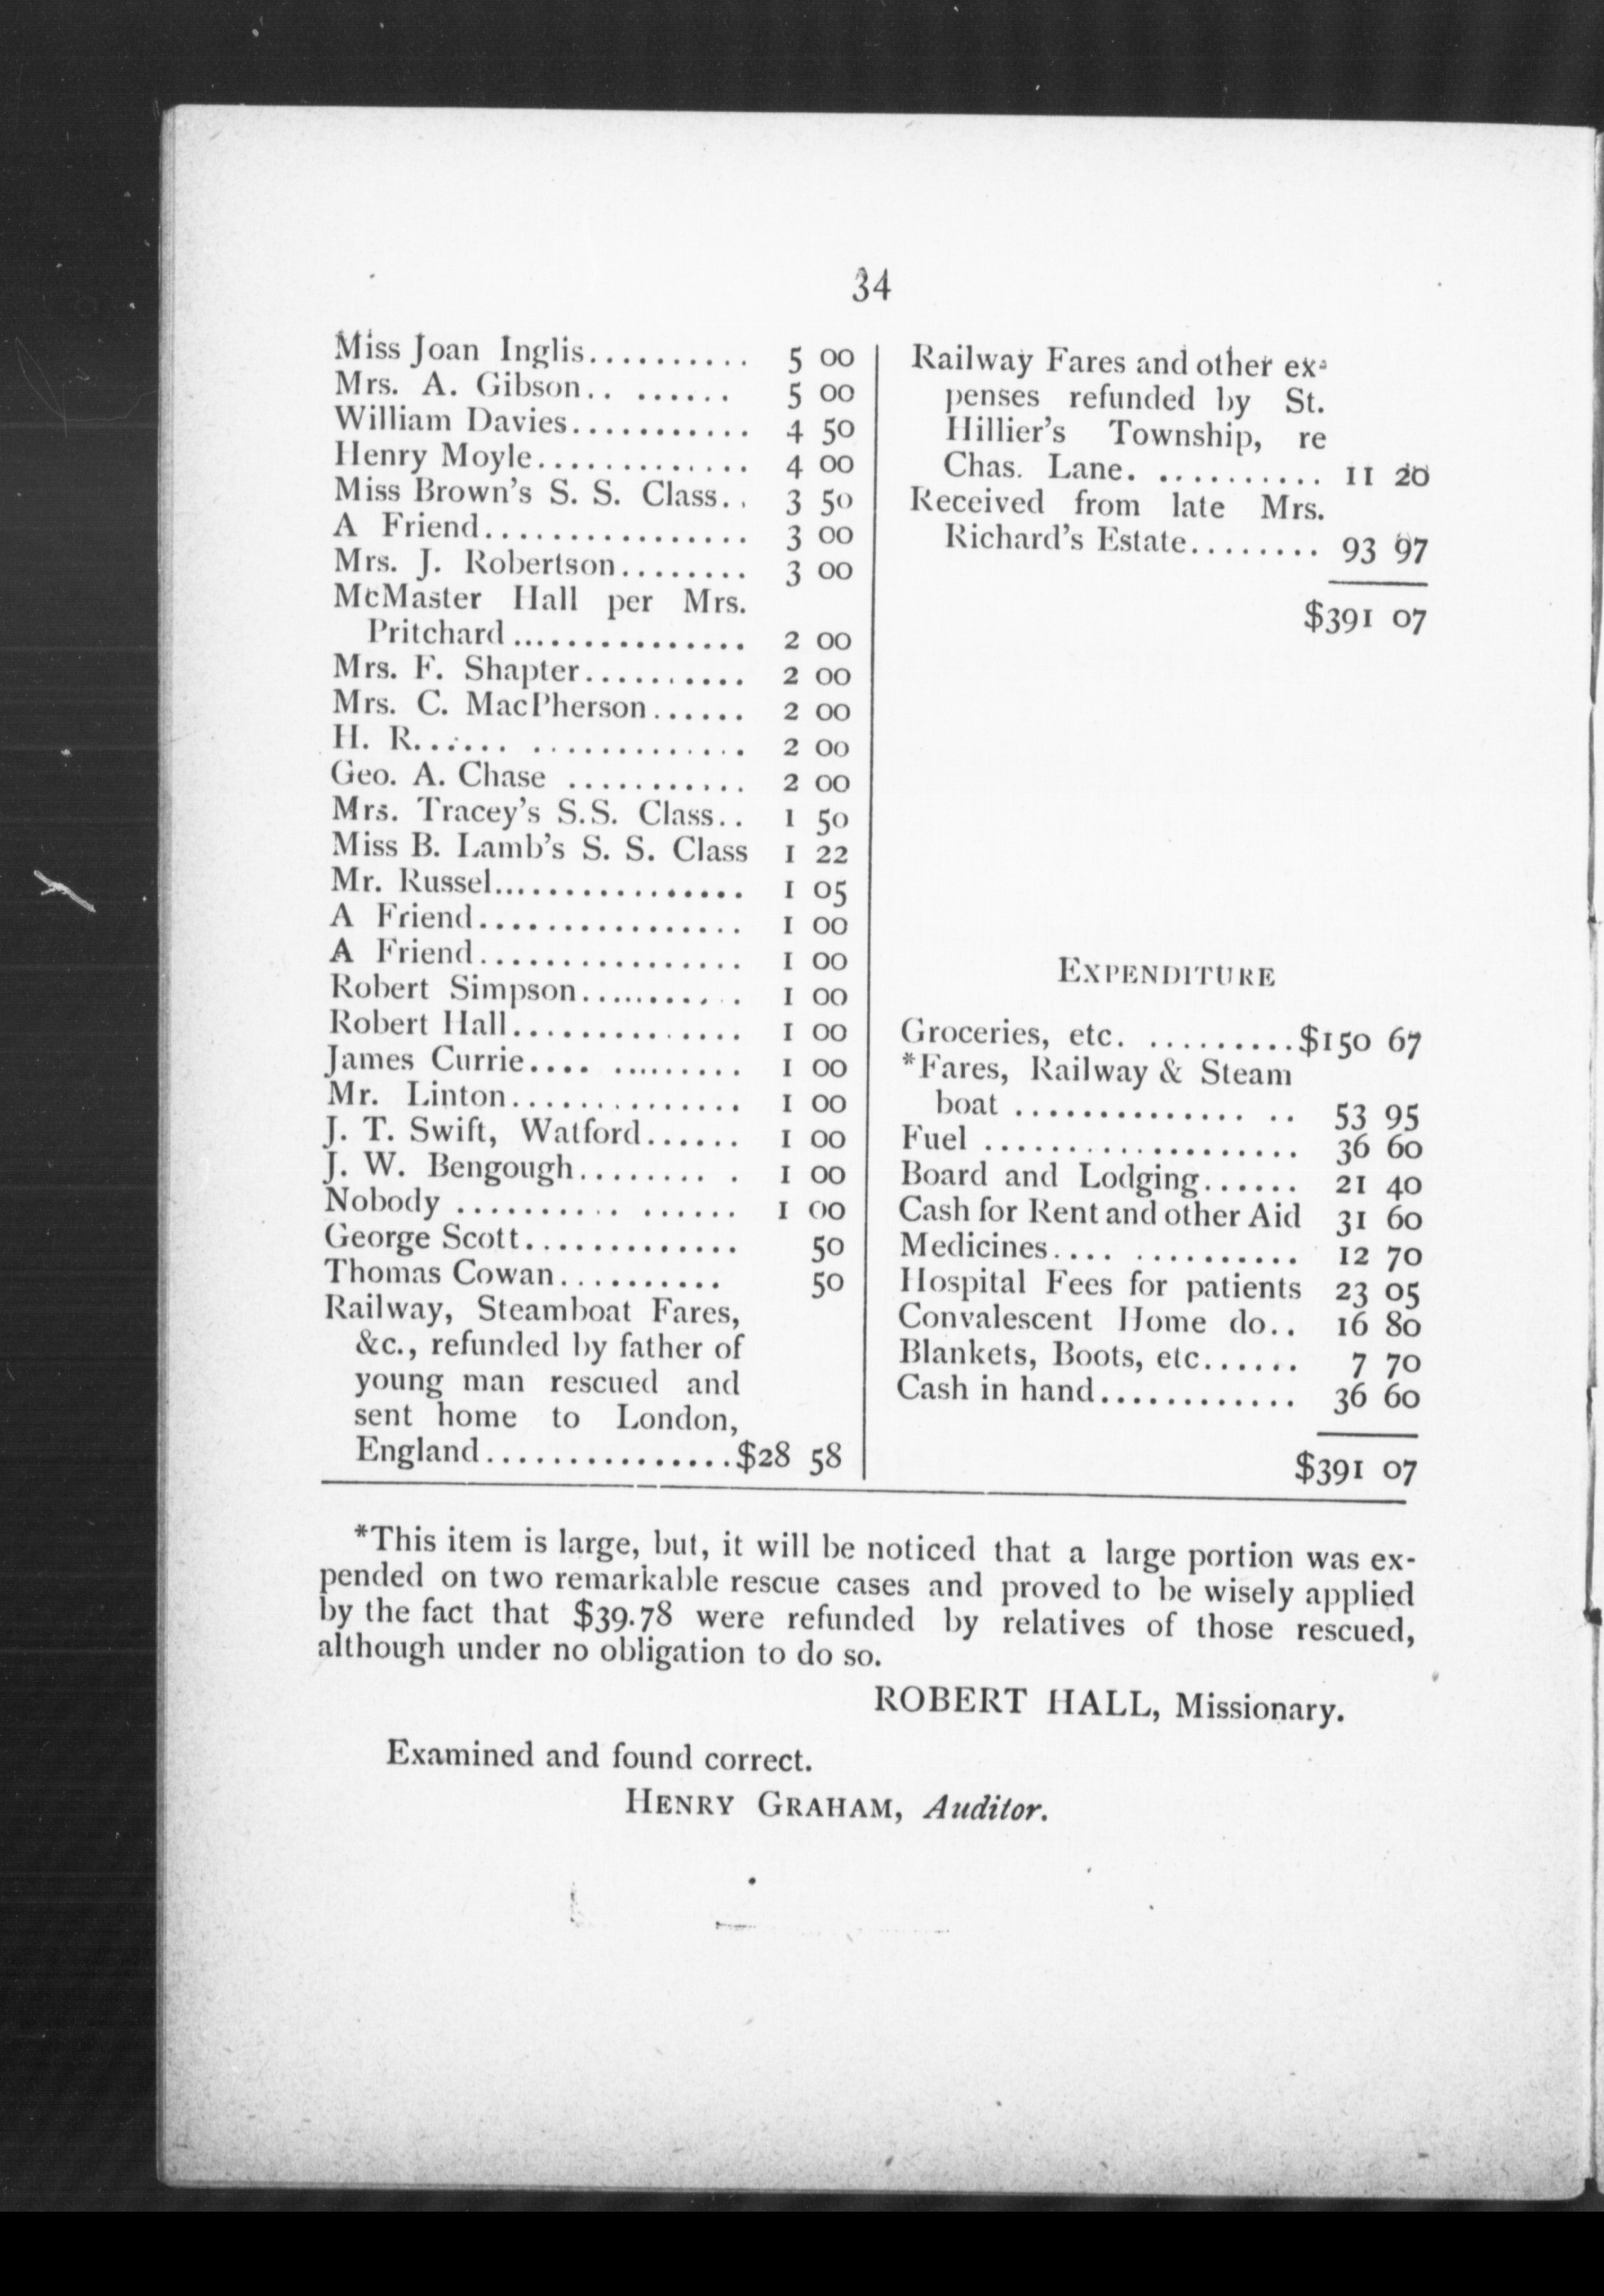 34
Miss Joan Inglis.......... 5 00
Mrs. A. Gibson.. ...... 5 00
William Davies........... 4 50
Henry Moyle............. 4 00
Miss Brown's S. S. Class.. 3 50
A Friend................ 3 00
Mrs. J. Robertson........ 3 00
McMaster Hall per Mrs.
Pritchard ............... 2 00
Mrs. F. Shapter.......... 2 00
Mrs. C. MacPherson...... 2 00
H. R...... ............. 2 00
Geo. A. Chase ........... 2 00
Mrs. Tracey's S.S. Class.. 1 50
Miss B. Lamb's S. S. Class 1 22
Mr. Russel................ 1 05
A Friend................ 1 00
A Friend................ 1 00
Robert Simpson........... 1 00
Robert Hall.............. 1 00
James Currie.... ......... 1 00
Mr. Linton.............. 1 00
J. T. Swift, Watford...... 1 00
J. W. Bengough........ . 1 00
Nobody .......... ...... 1 00
George Scott............. 50
Thomas Cowan.......... 50
Railway, Steamboat Fares,
&c., refunded by father of
young man rescued and
sent home to London,
England...............$28 58
Railway Fares and other ex-
penses refunded by St.
Hillier's Township, re
Chas. Lane. .......... 11 20
Received from late Mrs.
Richard's Estate........ 93 97
$391 07
EXPENDITURE
Groceries, etc. .........$150 67
*Fares, Railway & Steam
boat .............. .. 53 95
Fuel ................... 36 60
Board and Lodging...... 21 40
Cash for Rent and other Aid 31 60
Medicines.... .......... 12 70
Hospital Fees for patients 23 05
Convalescent Home do.. 16 80
Blankets, Boots, etc...... 7 70
Cash in hand............ 36 60
$391 07
*This item is large, but, it will be noticed that a large portion was ex-
pended on two remarkable rescue cases and proved to be wisely applied
by the fact that $39.78 were refunded by relatives of those rescued,
although under no obligation to do so.
ROBERT HALL, Missionary.
Examined and found correct.
HENRY GRAHAM, Auditor.